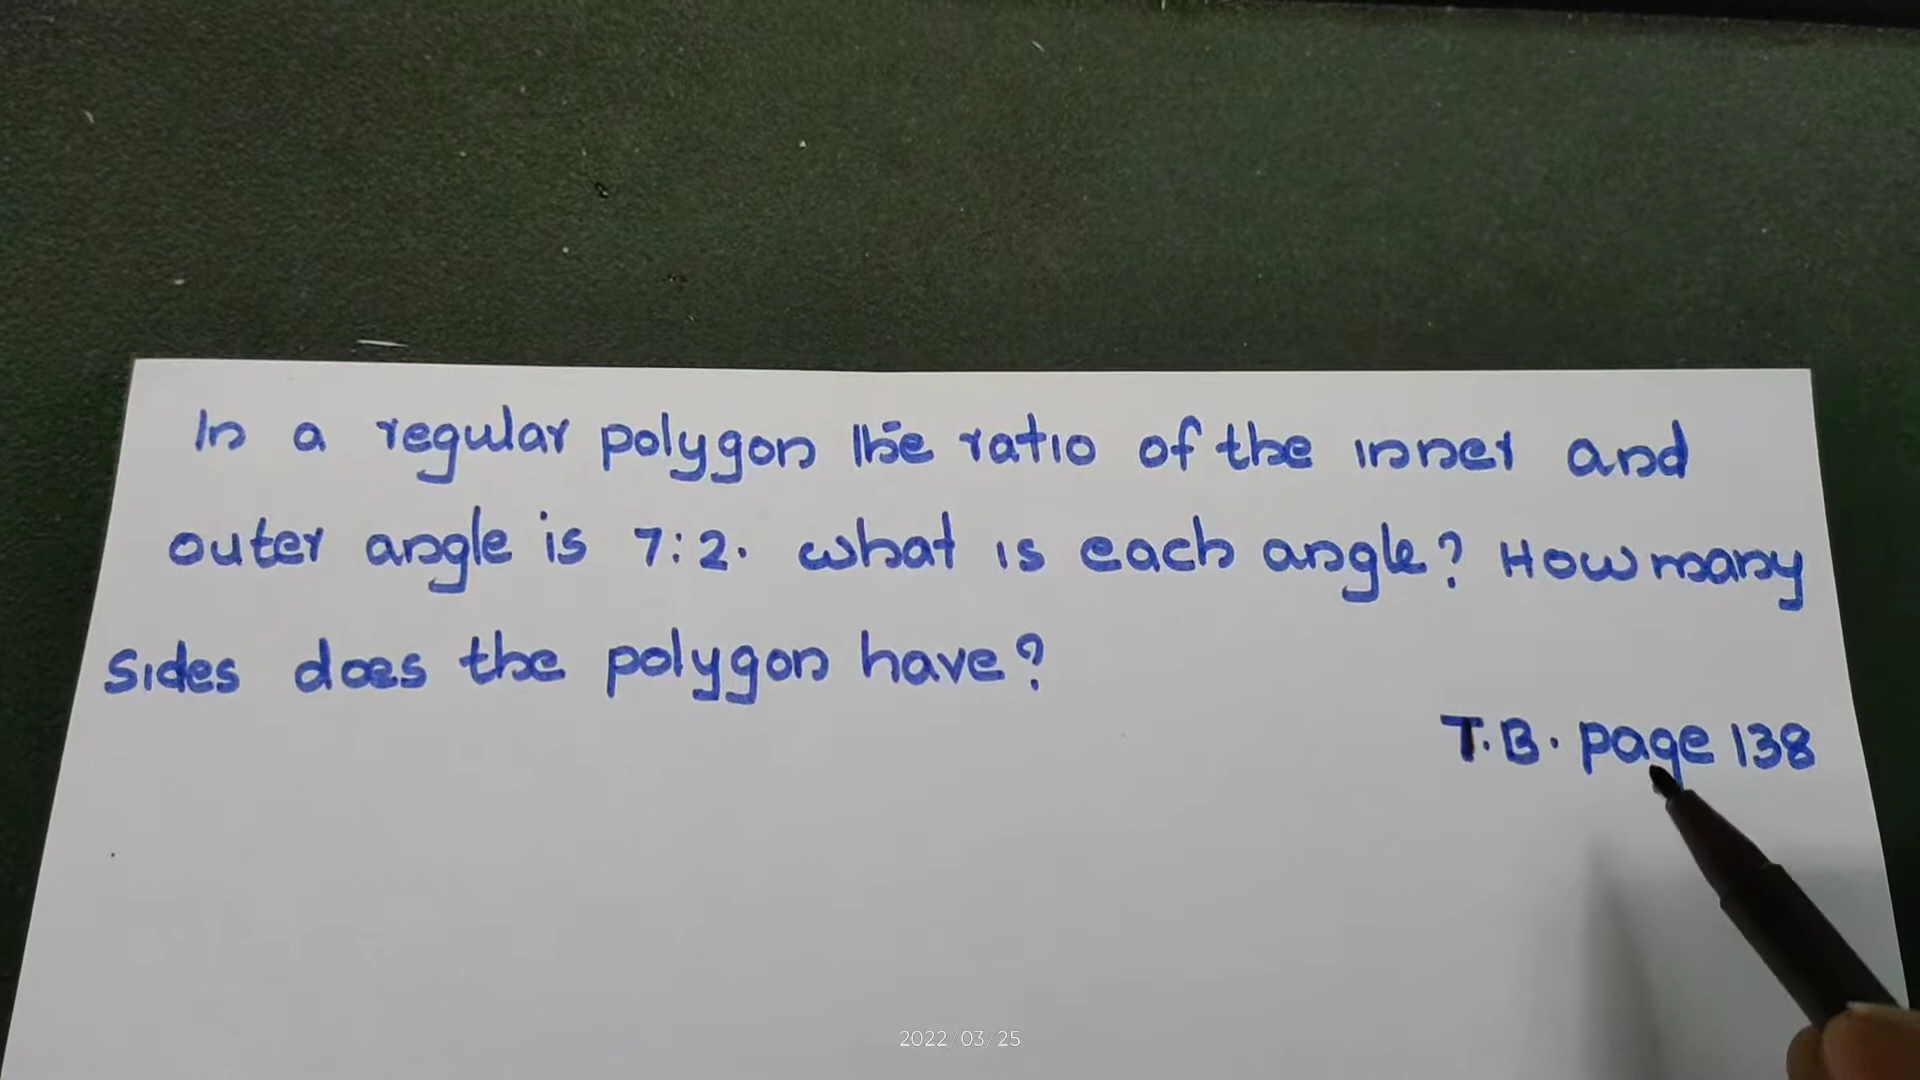 In a regular polygon the ratio of the inner and
outer angle is 7:2. what is each angle? How many
sides does the polygon have?
T.B. page 138
2022/03/25